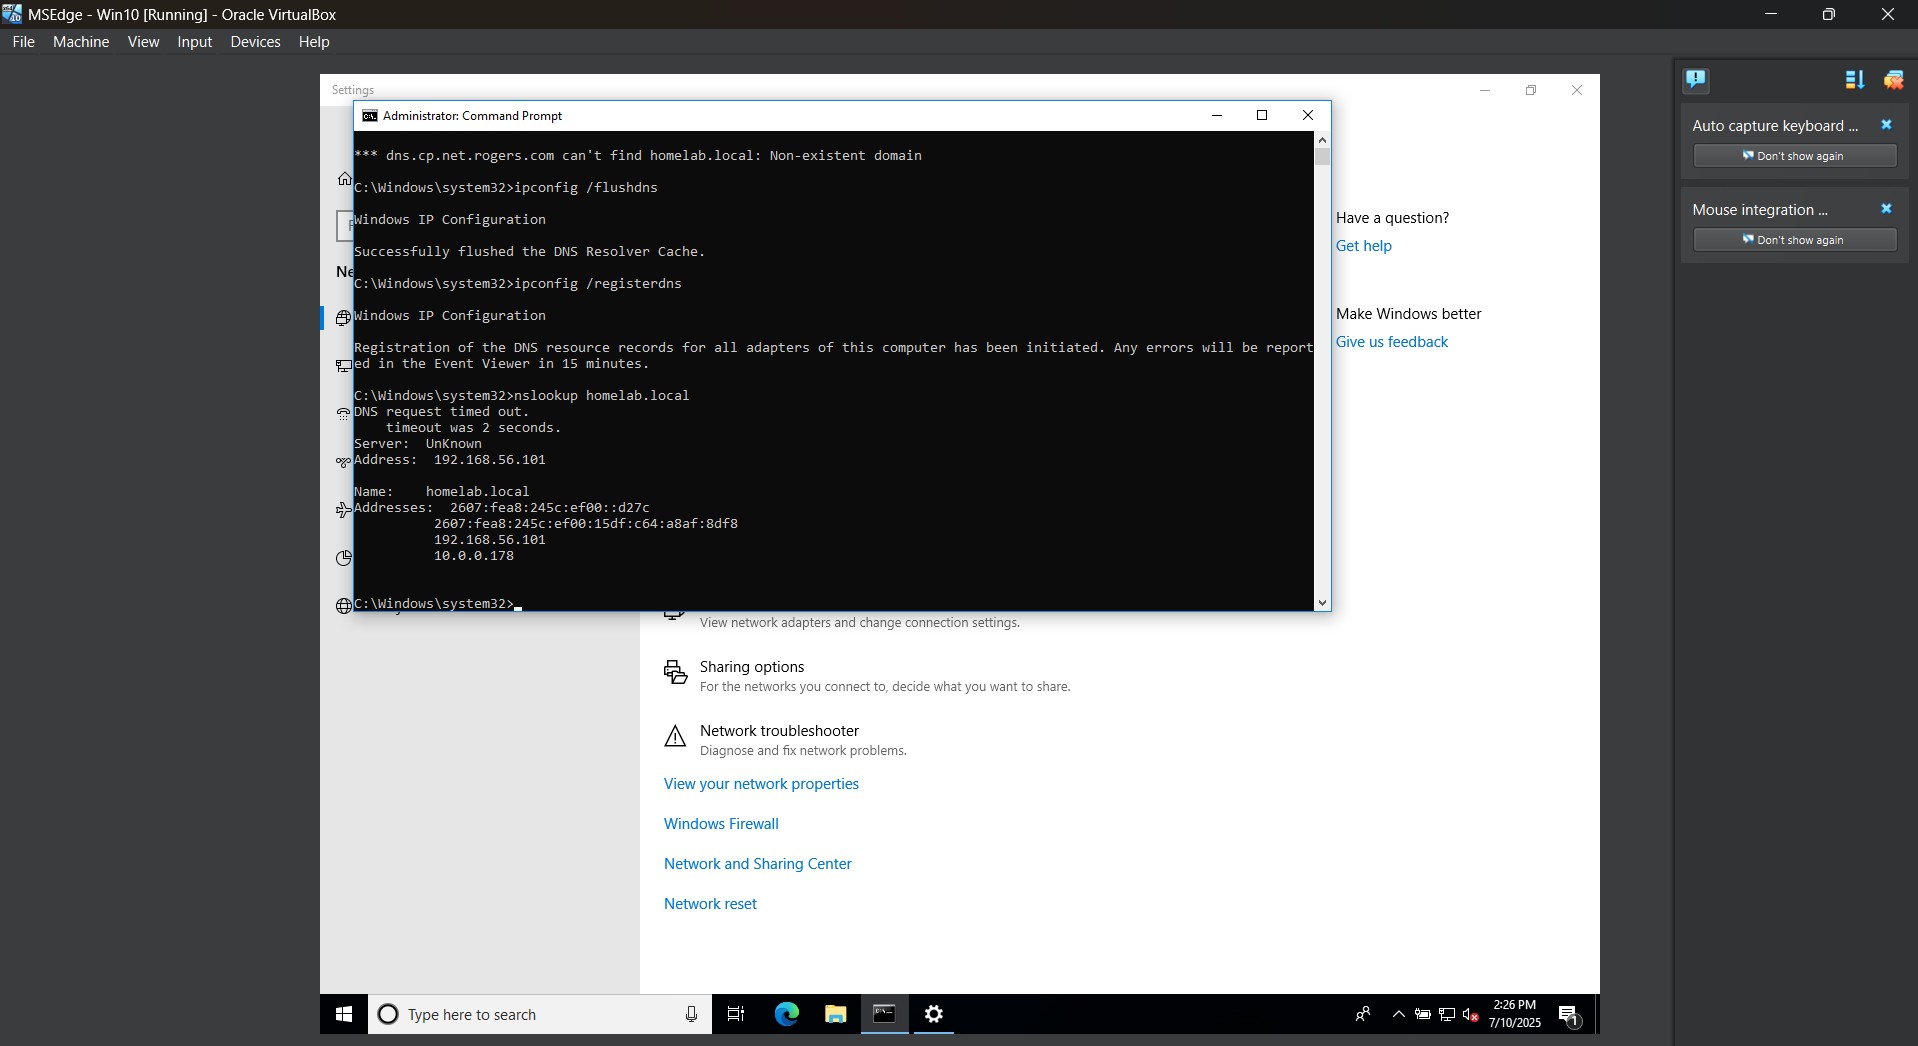 MSEdge - Win10 [Running] - Oracle VirtualBox
File Machine View Input Devices Help
Settings
Administrator: Command Prompt
*** dns.cp.net.rogers.com can't find homelab.local: Non-existent domain
C:\Windows\system32>ipconfig /flushdns
Windows IP Configuration
Successfully flushed the DNS Resolver Cache.
C:\Windows\system32>ipconfig /registerdns
Windows IP Configuration
Registration of the DNS resource records for all adapters of this computer has been initiated. Any errors will be report
ed in the Event Viewer in 15 minutes.
C:\Windows\system32>nslookup homelab.local
DNS request timed out.
timeout was 2 seconds.
Server: UnKnown
Address: 192.168.56.101
Name: homelab.local
Addresses: 2607:fea8:245c:ef00::d27c
2607:fea8:245c:ef00:15df:c64:a8af:8df8
192.168.56.101
10.0.0.178
C:\Windows\system32>
Ne
Have a question?
Get help
Make Windows better
Give us feedback
View network adapters and change connection settings.
Sharing options
For the networks you connect to, decide what you want to share.
Network troubleshooter
Diagnose and fix network problems.
View your network properties
Windows Firewall
Network and Sharing Center
Network reset
Type here to search
2:26 PM
7/10/2025
1
Auto capture keyboard ...
Don't show again
Mouse integration ...
Don't show again